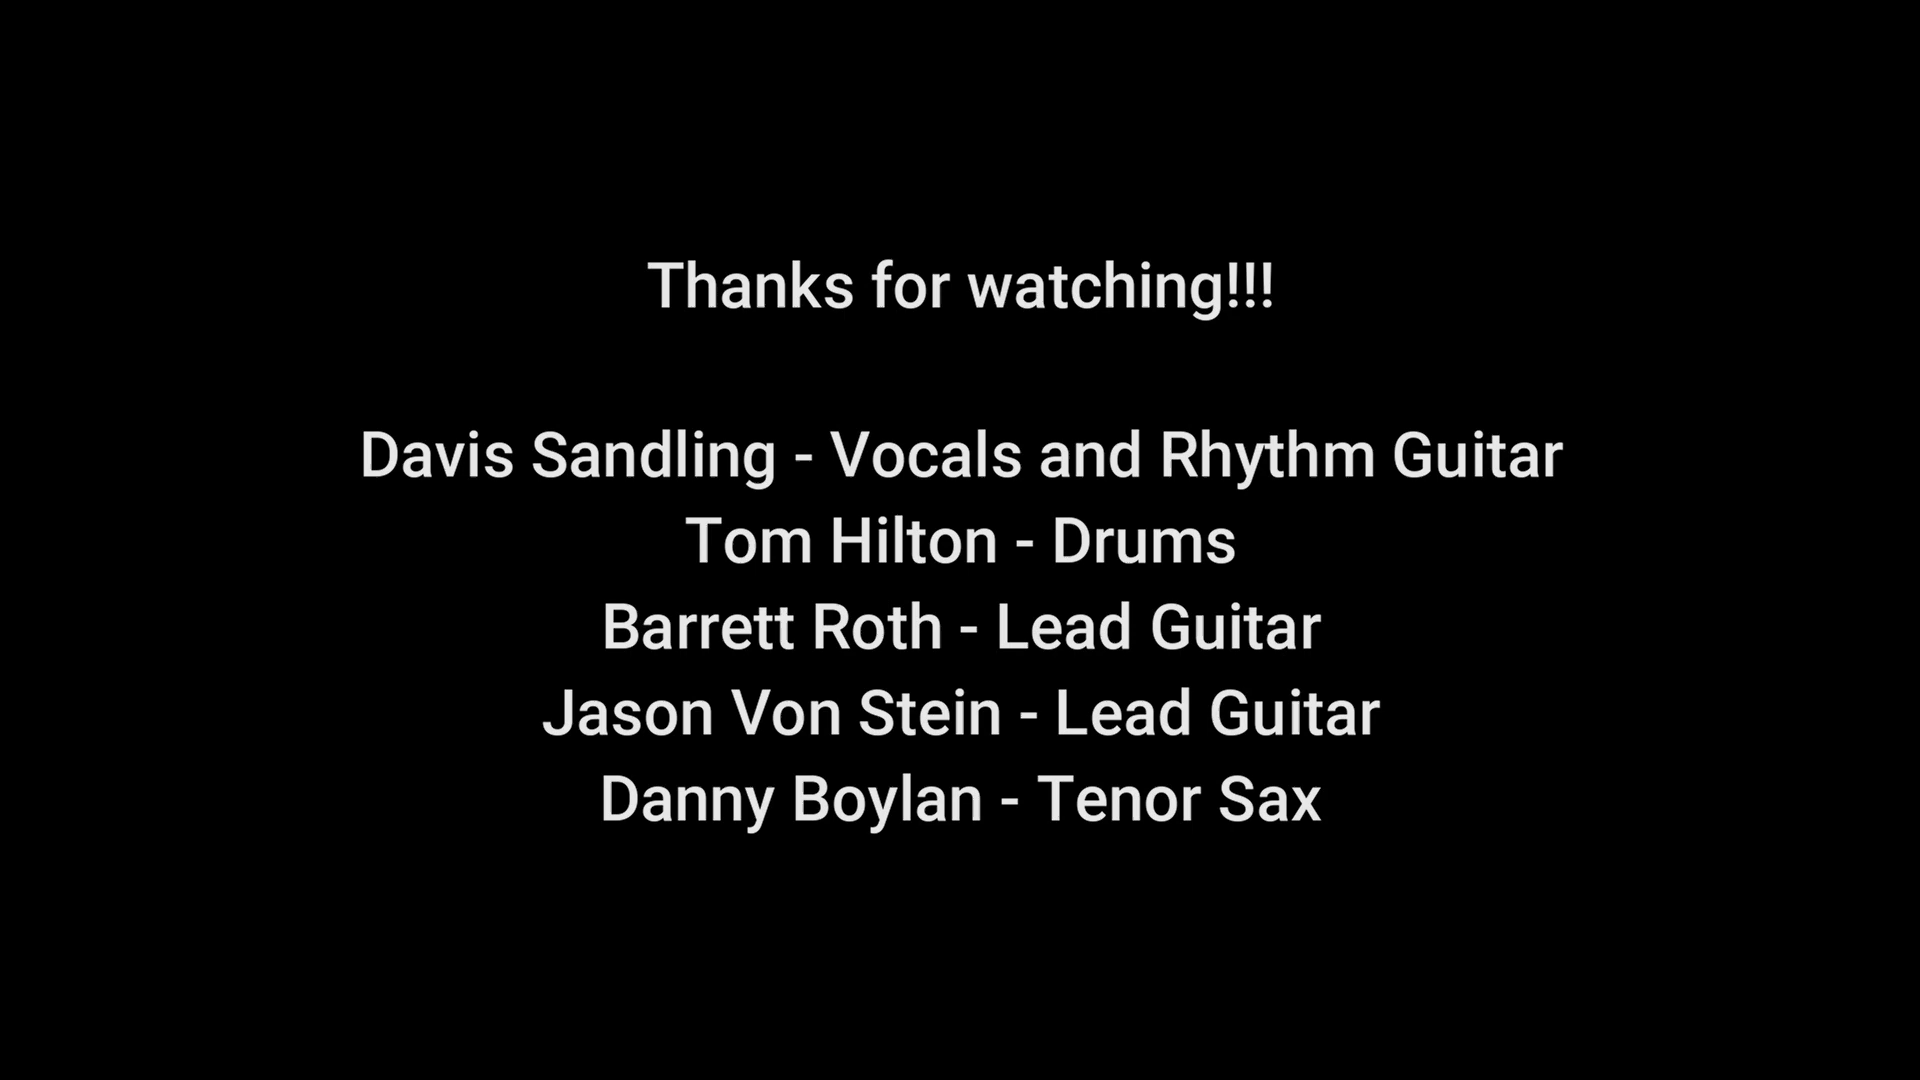 Thanks for watching!!!
Davis Sandling - Vocals and Rhythm Guitar
Tom Hilton - Drums
Barrett Roth - Lead Guitar
Jason Von Stein - Lead Guitar
Danny Boylan - Tenor Sax